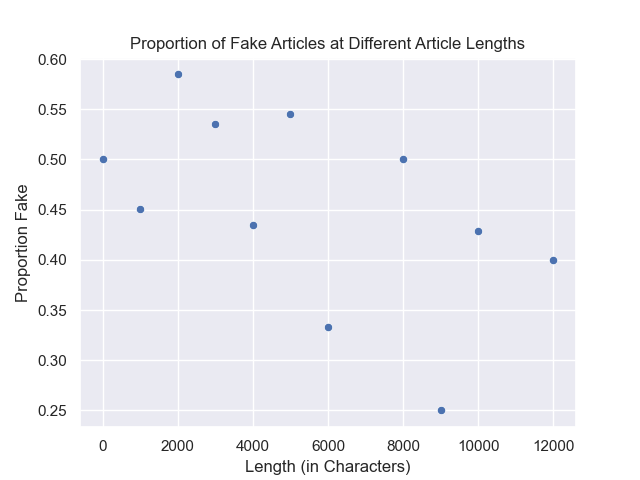 Proportion of Fake Articles at Different Article Lengths
0.60
0.55
0.50
0.45
0.40
0.35
0.30
0.25
Proportion Fake
0 2000 4000 6000 8000 10000 12000
Length (in Characters)